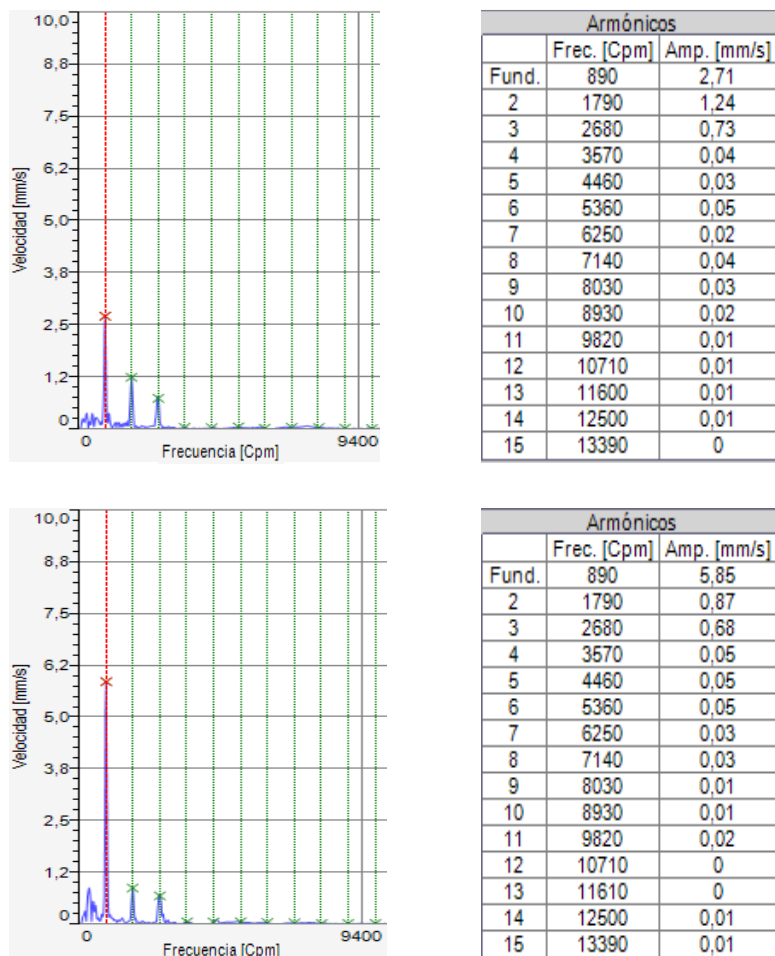 10,0
8,8
7,5
6,2
5,0
3,8
2,5
1,2
0
Velocidad [mm/s]
0 9400
Frecuencia [Cpm]
Armónicos
Frec. [Cpm] Amp. [mm/s]
Fund. 890 2,71
2 1790 1,24
3 2680 0,73
4 3570 0,04
5 4460 0,03
6 5360 0,05
7 6250 0,02
8 7140 0,04
9 8030 0,03
10 8930 0,02
11 9820 0,01
12 10710 0,01
13 11600 0,01
14 12500 0,01
15 13390 0
10,0
8,8
7,5
6,2
5,0
3,8
2,5
1,2
0
Velocidad [mm/s]
0 9400
Frecuencia [Cpm]
Armónicos
Frec. [Cpm] Amp. [mm/s]
Fund. 890 5,85
2 1790 0,87
3 2680 0,68
4 3570 0,05
5 4460 0,05
6 5360 0,05
7 6250 0,03
8 7140 0,03
9 8030 0,01
10 8930 0,01
11 9820 0,02
12 10710 0
13 11610 0
14 12500 0,01
15 13390 0,01